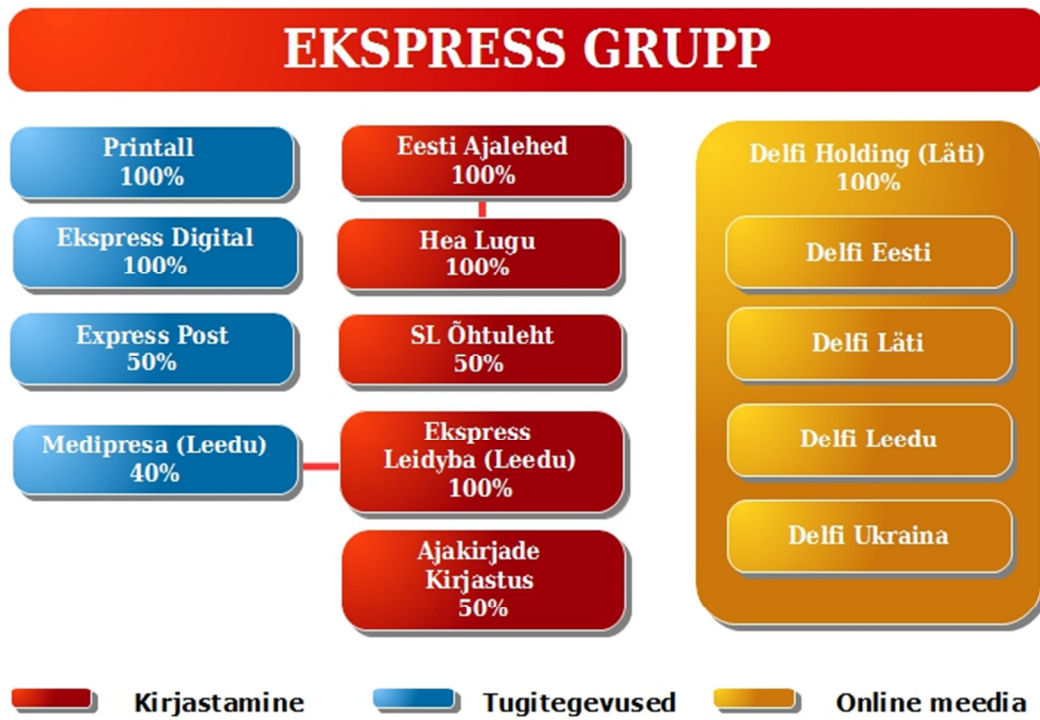 EKSPRESS GRUPP
Printall
100%
Ekspress Digital
100%
Express Post
50%
Medipresa (Leedu)
40%
Eesti Ajalehed
100%
Hea Lugu
100%
SL Õhtuleht
50%
Ekspress
Leidyba (Leedu)
100%
Ajakirjade
Kirjastus
50%
Delfi Holding (Läti)
100%
Delfi Eesti
Delfi Läti
Delfi Leedu
Delfi Ukraina
Kirjastamine
Tugitegevused
Online meedia